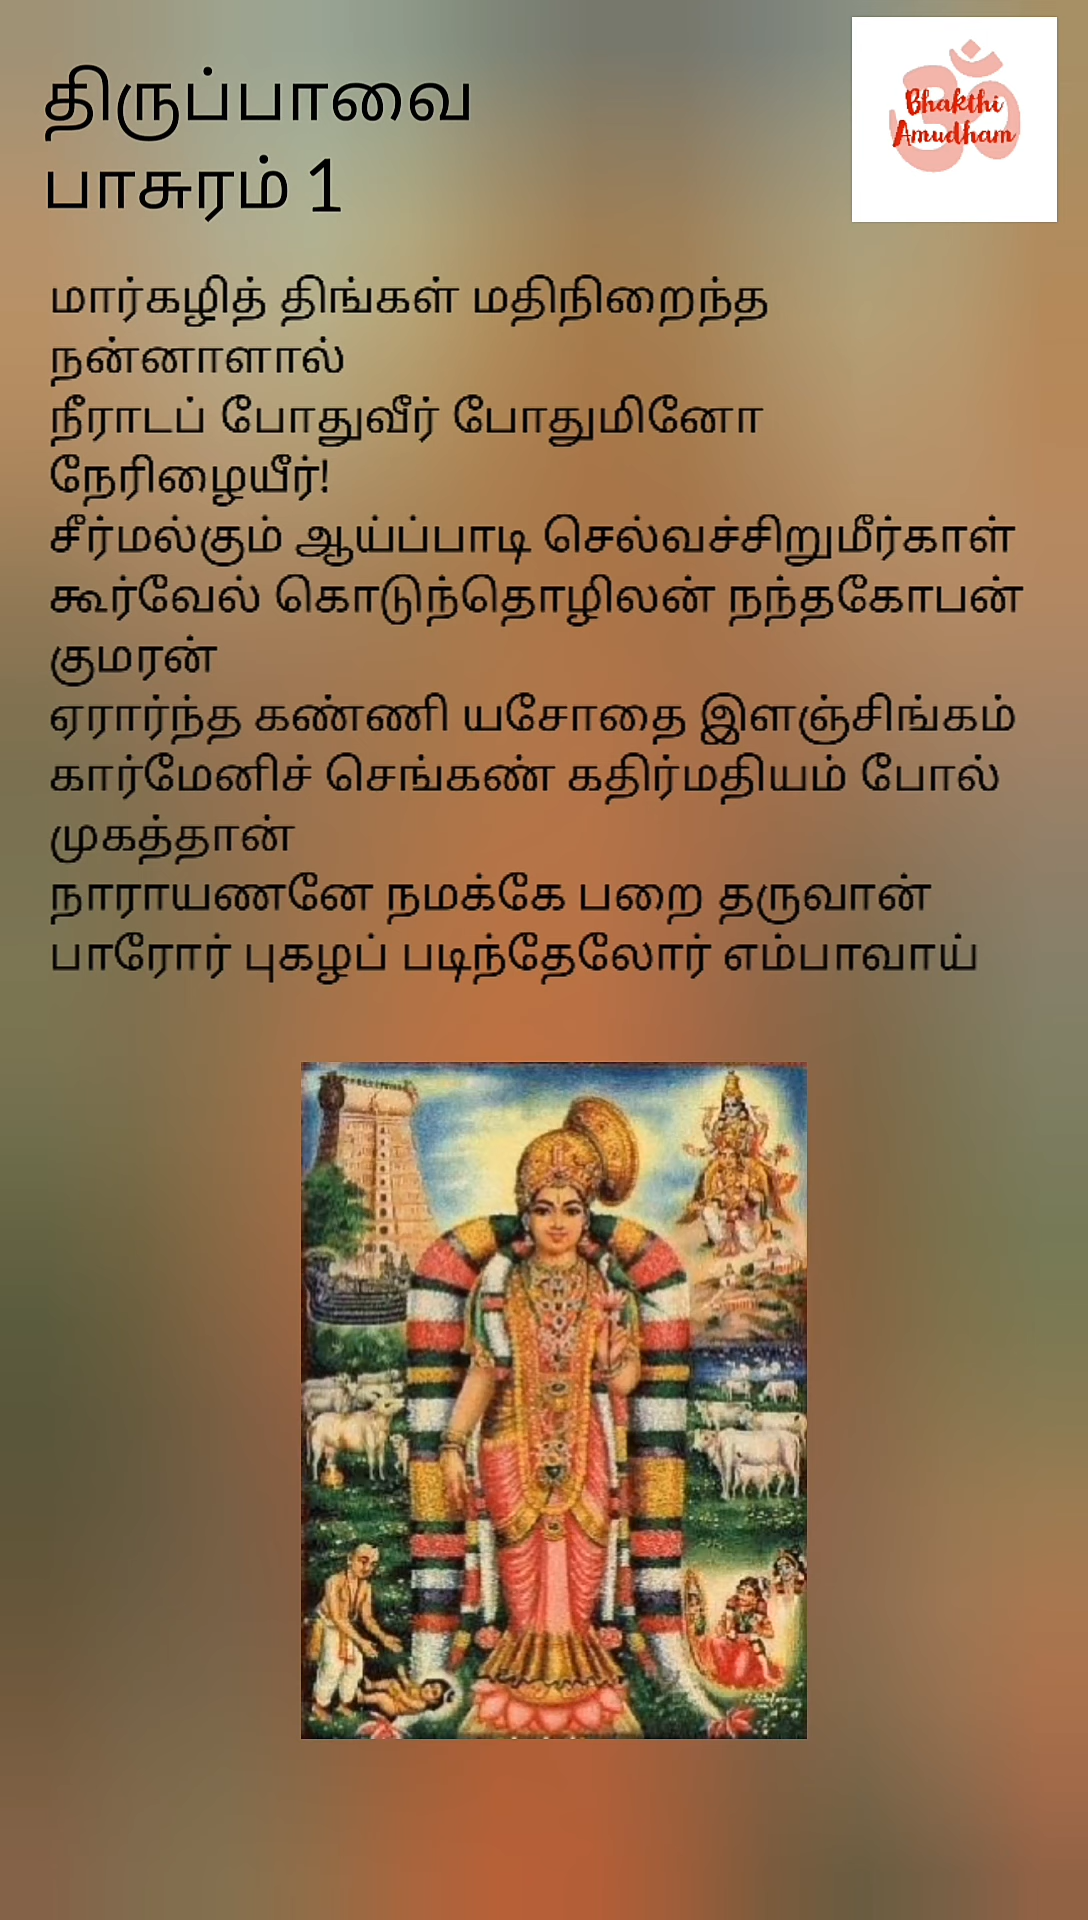 திருப்பாவை
பாசுரம் 1
Bhakthi
Amudham
மார்கழித் திங்கள் மதிநிறைந்த
நன்னாளால்
நீராடப் போதுவீர் போதுமினோ
நேரிழையீர்!
சீர்மல்கும் ஆய்ப்பாடி செல்வச்சிறுமீர்காள்
கூர்வேல் கொடுந்தொழிலன் நந்தகோபன்
குமரன்
ஏரார்ந்த கண்ணி யசோதை இளஞ்சிங்கம்
கார்மேனிச் செங்கண் கதிர்மதியம் போல்
முகத்தான்
நாராயணனே நமக்கே பறை தருவான்
பாரோர் புகழப் படிந்தேலோர் எம்பாவாய்